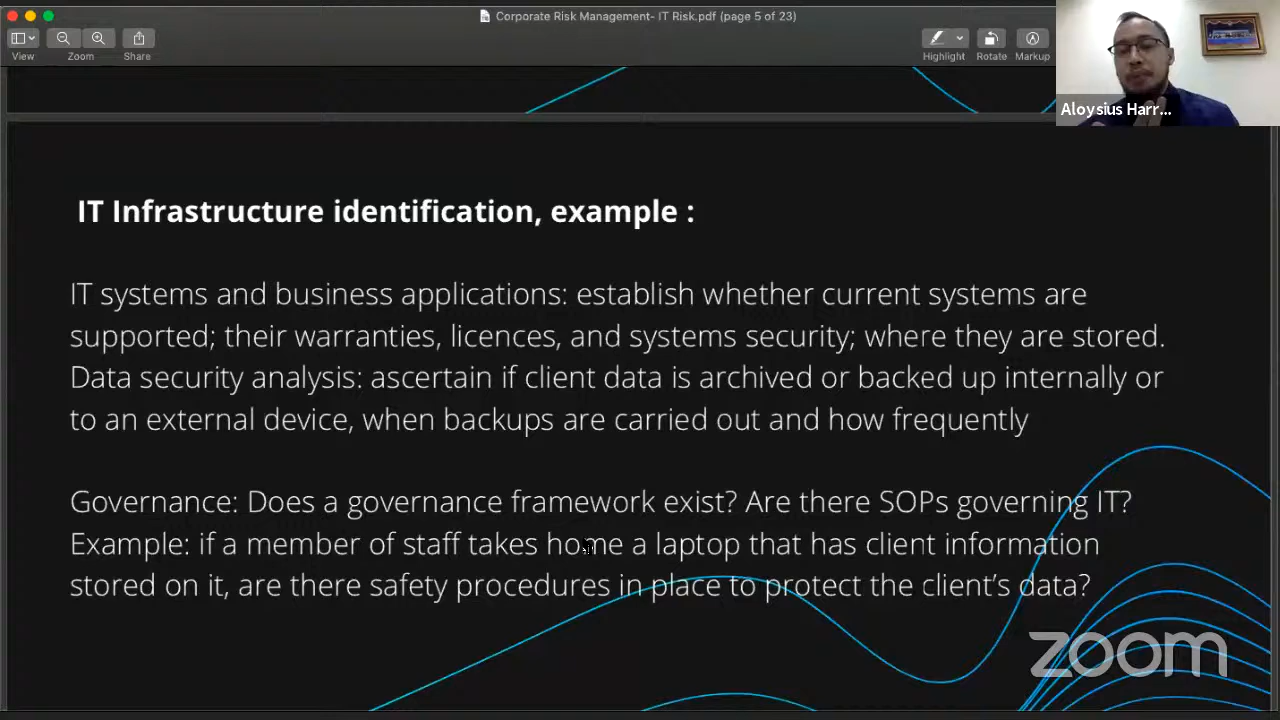 Corporate Risk Management- IT Risk.pdf (page 5 of 23)
View
Zoom
Share
Highlight
Rotate
Markup
Aloysius Harr...
IT Infrastructure identification, example :
IT systems and business applications: establish whether current systems are
supported; their warranties, licences, and systems security; where they are stored.
Data security analysis: ascertain if client data is archived or backed up internally or
to an external device, when backups are carried out and how frequently
Governance: Does a governance framework exist? Are there SOPs governing IT?
Example: if a member of staff takes home a laptop that has client information
stored on it, are there safety procedures in place to protect the client’s data?
zoom